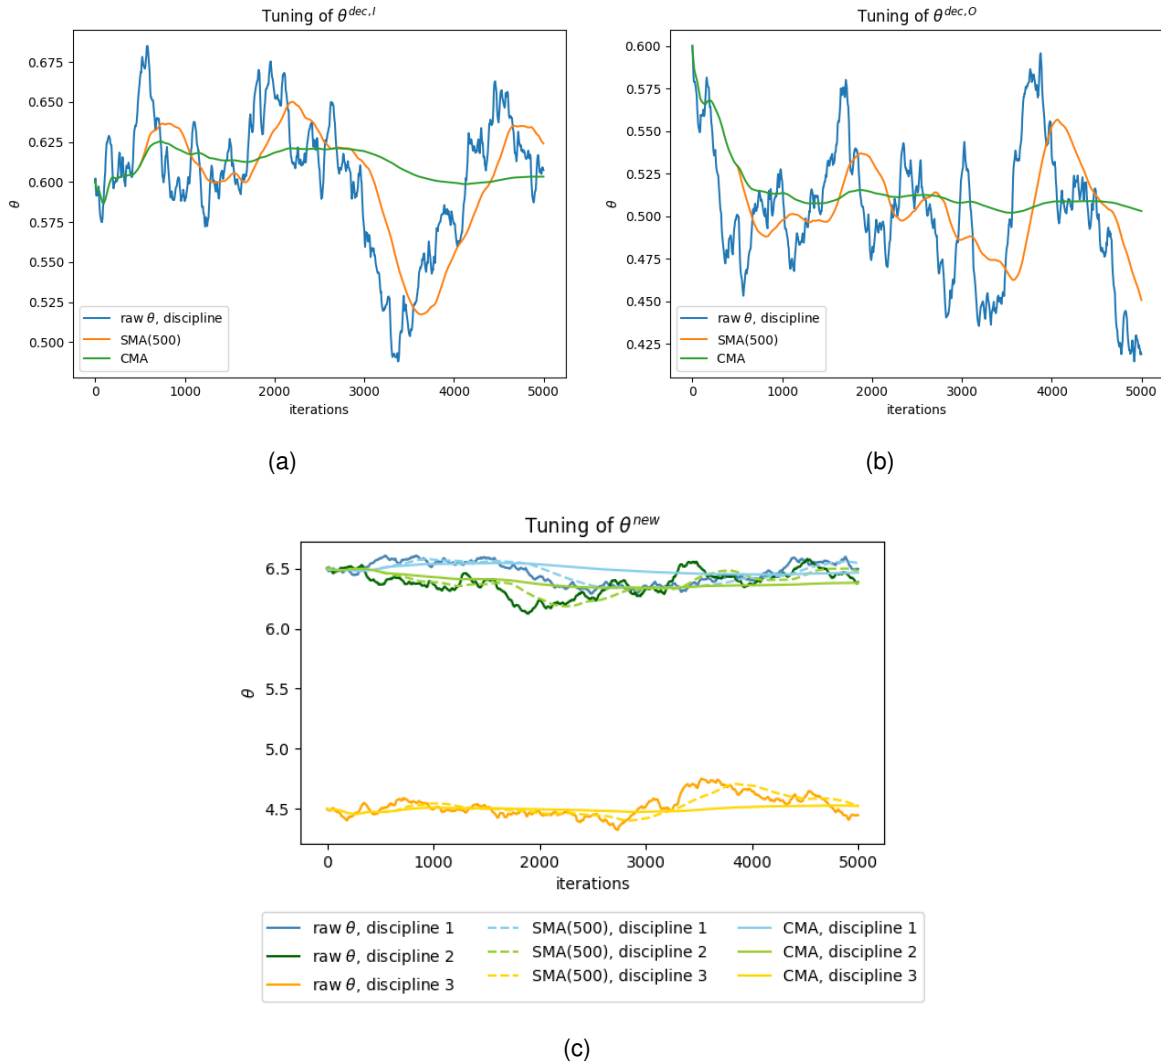 Tuning of θ^{dec,I}
0.675
0.650
0.625
0.600
0.575
0.550
0.525
0.500
θ
raw θ, discipline
SMA(500)
CMA
0 1000 2000 3000 4000 5000
iterations
(a)
Tuning of θ^{dec,O}
0.600
0.575
0.550
0.525
0.500
0.475
0.450
0.425
θ
raw θ, discipline
SMA(500)
CMA
0 1000 2000 3000 4000 5000
iterations
(b)
Tuning of θ^{new}
6.5
6.0
5.5
5.0
4.5
θ
0 1000 2000 3000 4000 5000
iterations
raw θ, discipline 1 SMA(500), discipline 1 CMA, discipline 1
raw θ, discipline 2 SMA(500), discipline 2 CMA, discipline 2
raw θ, discipline 3 SMA(500), discipline 3 CMA, discipline 3
(c)